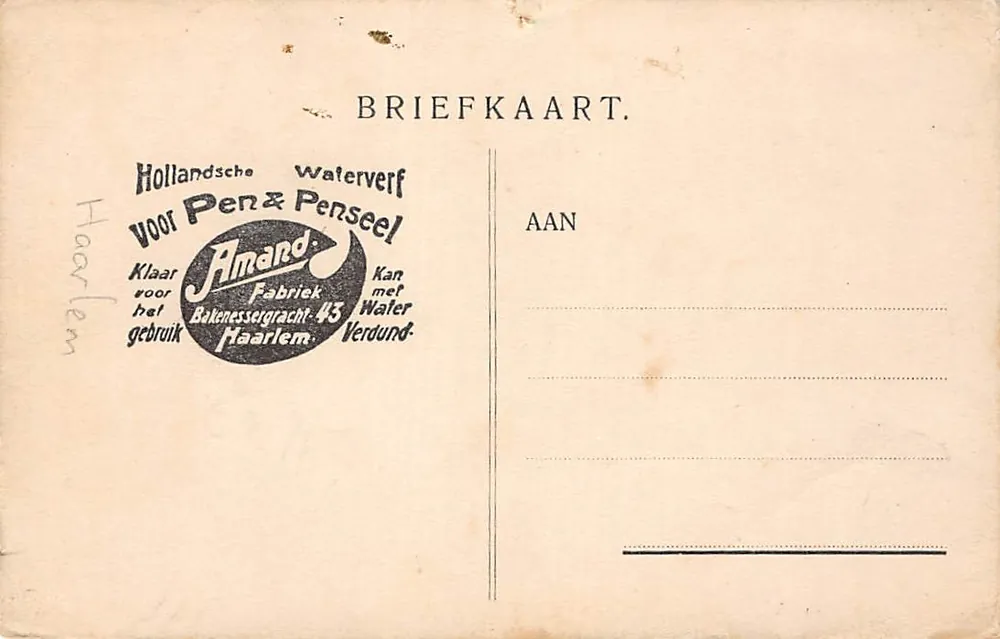 BRIEFKAART.
Hollandsche Waterverf
voor Pen & Penseel
Amand.
Fabriek
Bakenessergracht. 43
Haarlem.
Klaar
voor
het
gebruik
Kan
met
Water
Verdund.
Haarlem
AAN